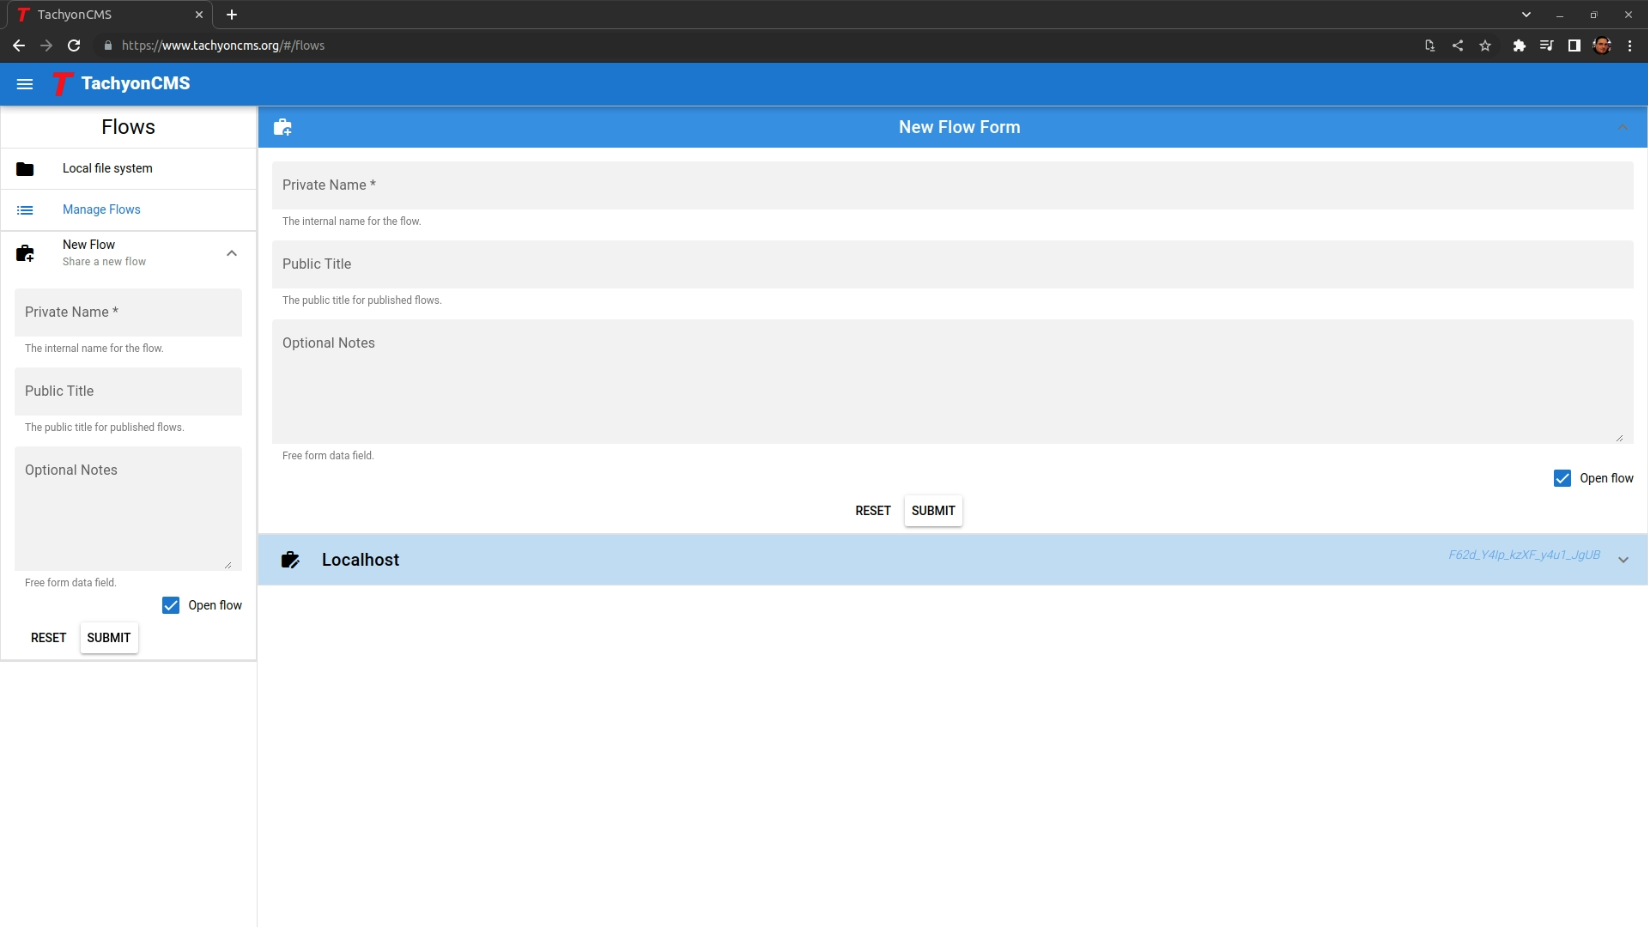 TachyonCMS
https://www.tachyoncms.org/#/flows
TachyonCMS
Flows
Local file system
Manage Flows
New Flow
Share a new flow
Private Name *
The internal name for the flow.
Public Title
The public title for published flows.
Optional Notes
Free form data field.
Open flow
RESET SUBMIT
New Flow Form
Private Name *
The internal name for the flow.
Public Title
The public title for published flows.
Optional Notes
Free form data field.
Open flow
RESET SUBMIT
Localhost
F62d_Y4lp_kzXF_y4u1_JgUB